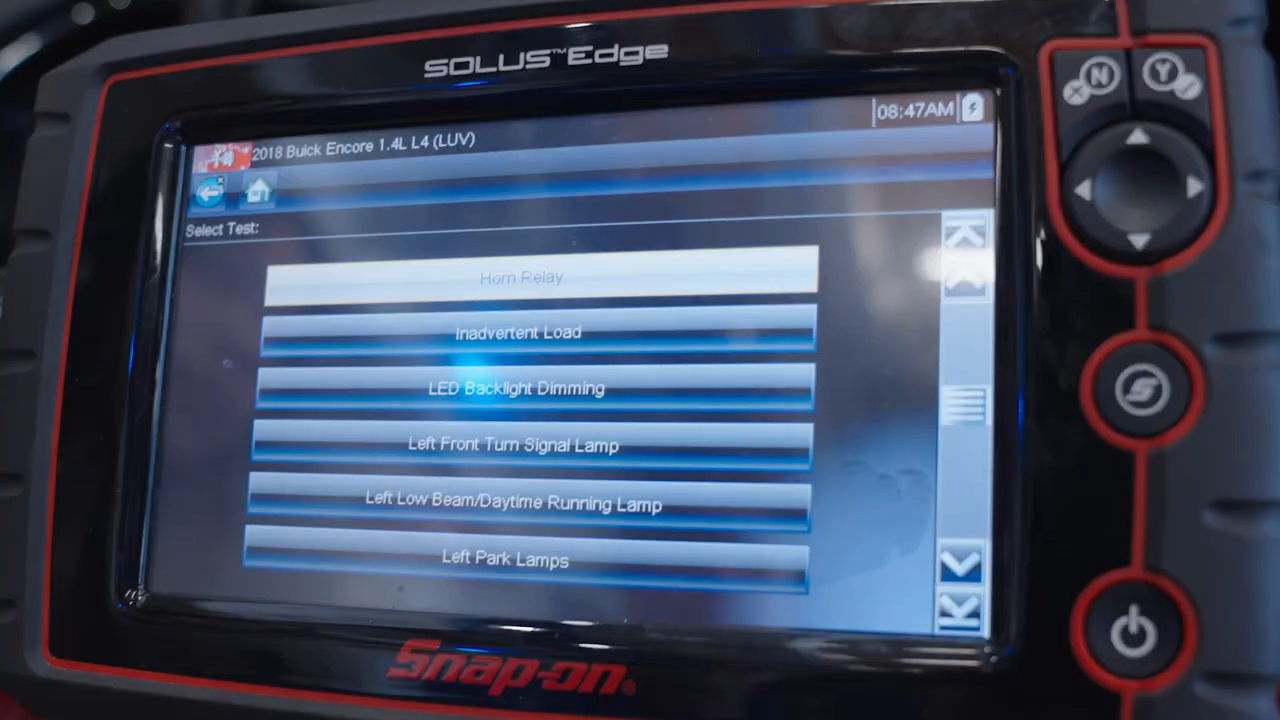 SOLUS™Edge
08:47AM
2018 Buick Encore 1.4L L4 (LUV)
Select Test:
Horn Relay
Inadvertent Load
LED Backlight Dimming
Left Front Turn Signal Lamp
Left Low Beam/Daytime Running Lamp
Left Park Lamps
Snap-on®
N
X
Y
S